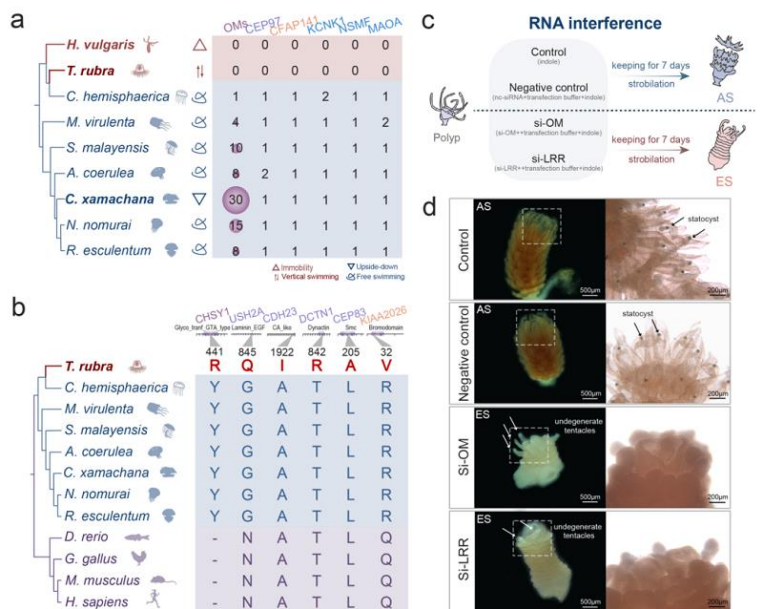 a
OMs CEP97 CFAP141 KCNK1 NSMF MAOA
H. vulgaris 0 0 0 0 0 0
T. rubra 0 0 0 0 0 0
C. hemisphaerica 1 1 1 2 1 1
M. virulenta 4 1 1 1 1 2
S. malayensis 10 1 1 1 1 1
A. coerulea 8 2 1 1 1 1
C. xamachana 30 1 1 1 1 1
N. nomurai 15 1 1 1 1 1
R. esculentum 8 1 1 1 1 1
Immobility Upside-down
Vertical swimming Free swimming
b
CHSY1 USH2A CDH23 DCTN1 CEP83 KIAA2026
Glyco_tranf_GTA_type Laminin_EGF CA_like Dynactin Smc Bromodomain
441 845 1922 842 205 32
T. rubra R Q I R A V
C. hemisphaerica Y G A T L R
M. virulenta Y G A T L R
S. malayensis Y G A T L R
A. coerulea Y G A T L R
C. xamachana Y G A T L R
N. nomurai Y G A T L R
R. esculentum Y G A T L R
D. rerio - N A T L Q
G. gallus - N A T L Q
M. musculus - N A T L Q
H. sapiens - N A T L Q
c
RNA interference
Polyp
Control
(indole)
Negative control
(nc-siRNA+transfection buffer+indole)
keeping for 7 days
strobilation
AS
si-OM
(si-OM++transfection buffer+indole)
si-LRR
(si-LRR++transfection buffer+indole)
keeping for 7 days
strobilation
ES
d
Control
AS
500μm
statocyst
200μm
Negative control
AS
500μm
statocyst
200μm
Si-OM
ES
undegenerate
tentacles
500μm
200μm
Si-LRR
ES
undegenerate
tentacles
500μm
200μm